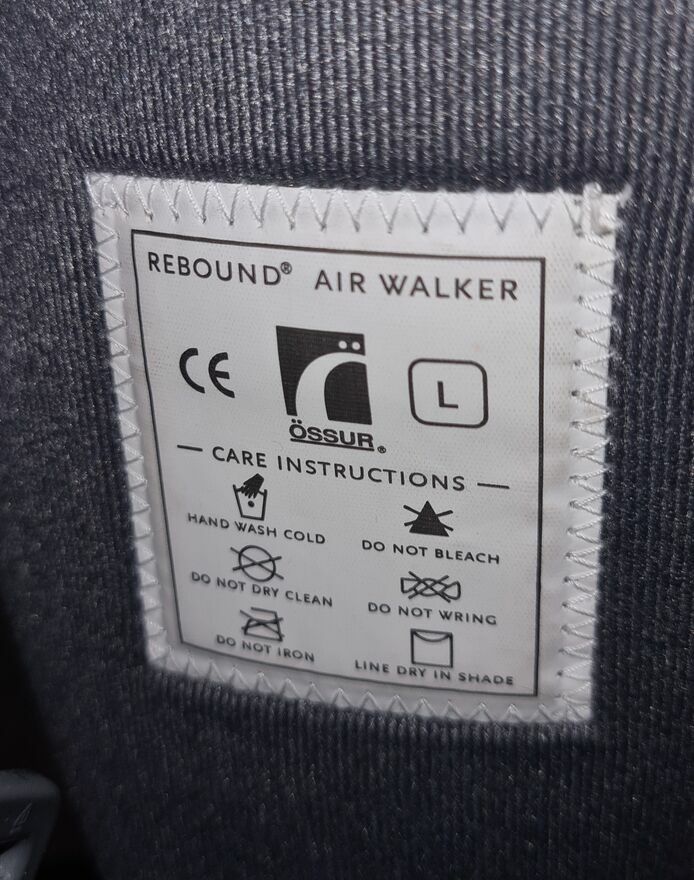 REBOUND® AIR WALKER
CE L
ÖSSUR®
CARE INSTRUCTIONS
HAND WASH COLD
DO NOT BLEACH
DO NOT DRY CLEAN
DO NOT WRING
DO NOT IRON
LINE DRY IN SHADE